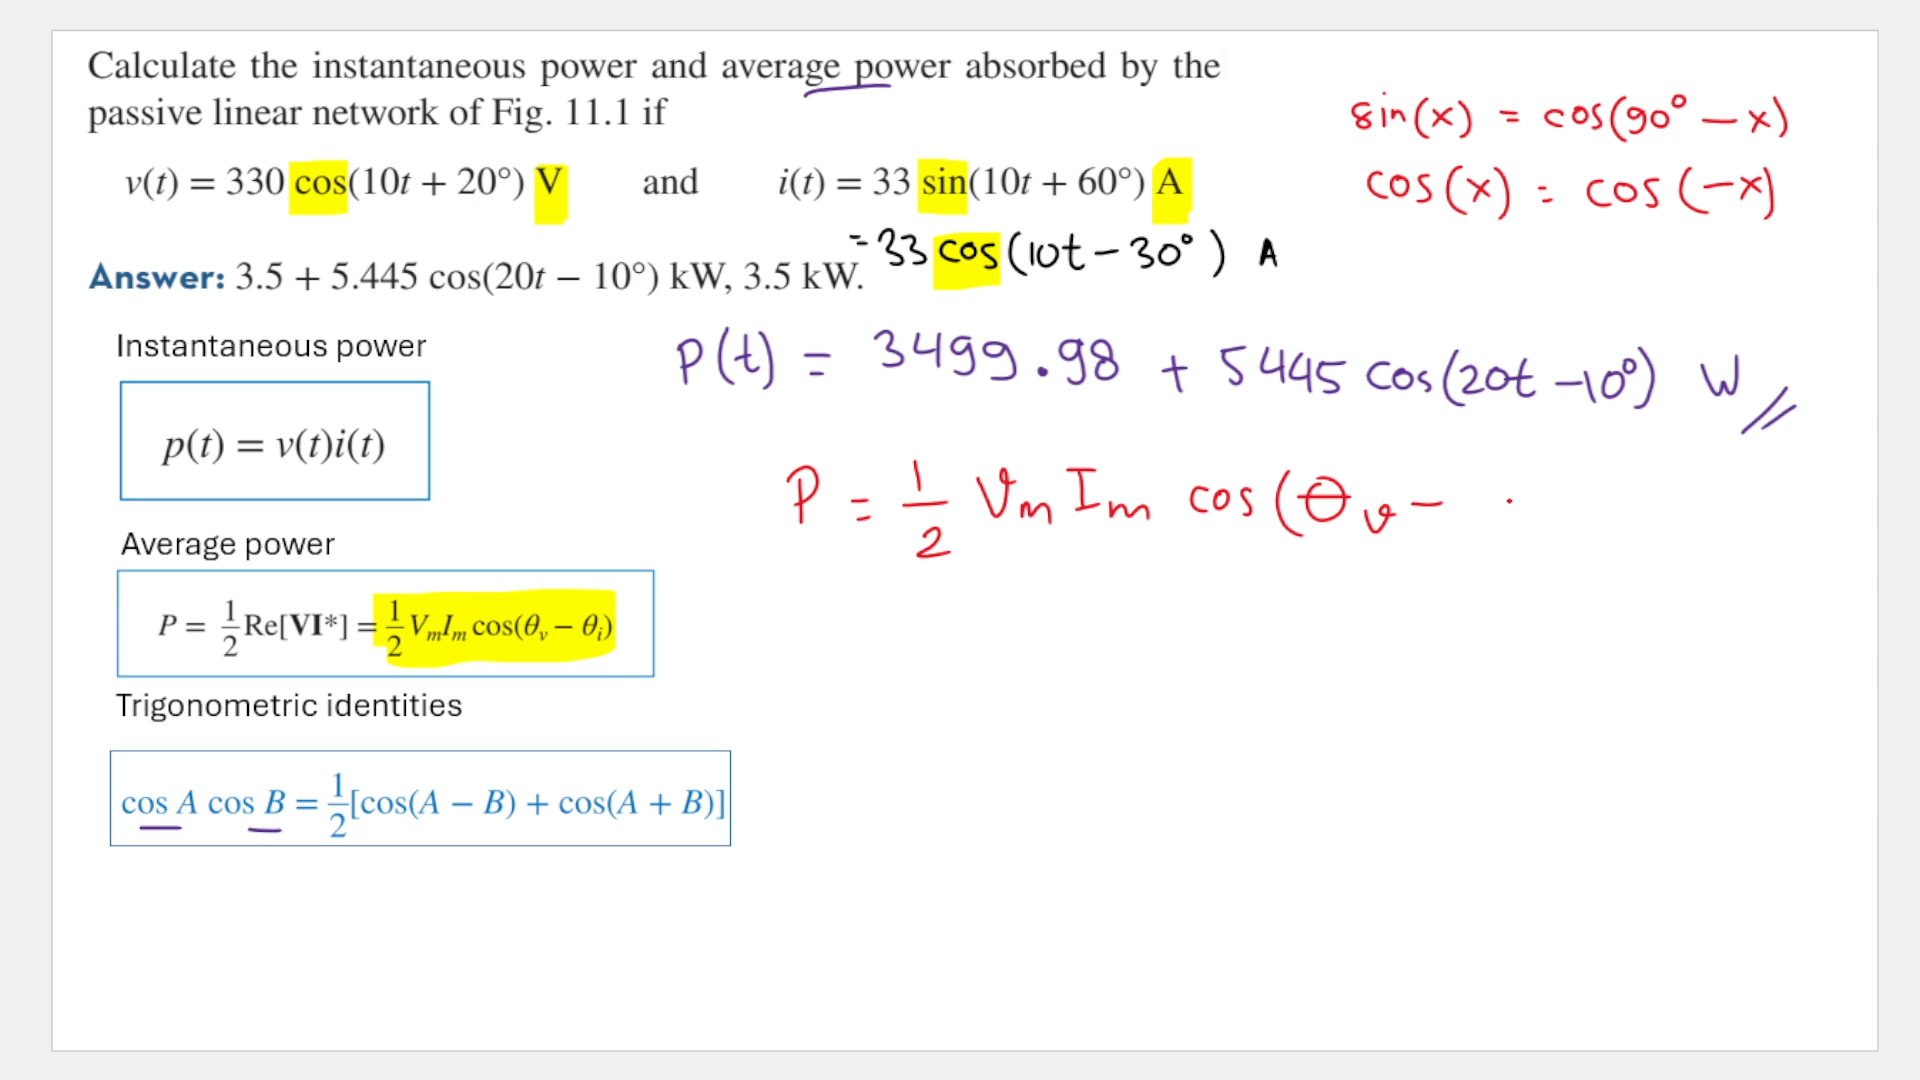 Calculate the instantaneous power and average power absorbed by the
passive linear network of Fig. 11.1 if
sin(x) = cos(90° − x)
v(t) = 330 cos(10t + 20°) V and i(t) = 33 sin(10t + 60°) A
cos(x) = cos(−x)
= 33 cos(10t − 30°) A
Answer: 3.5 + 5.445 cos(20t − 10°) kW, 3.5 kW.
Instantaneous power
p(t) = 3499.98 + 5445 cos(20t − 10°) W //
p(t) = v(t)i(t)
P = 1/2 Vm Im cos(θv −
Average power
P = 1/2 Re[VI*] = 1/2 VmIm cos(θv − θi)
Trigonometric identities
cos A cos B = 1/2[cos(A − B) + cos(A + B)]